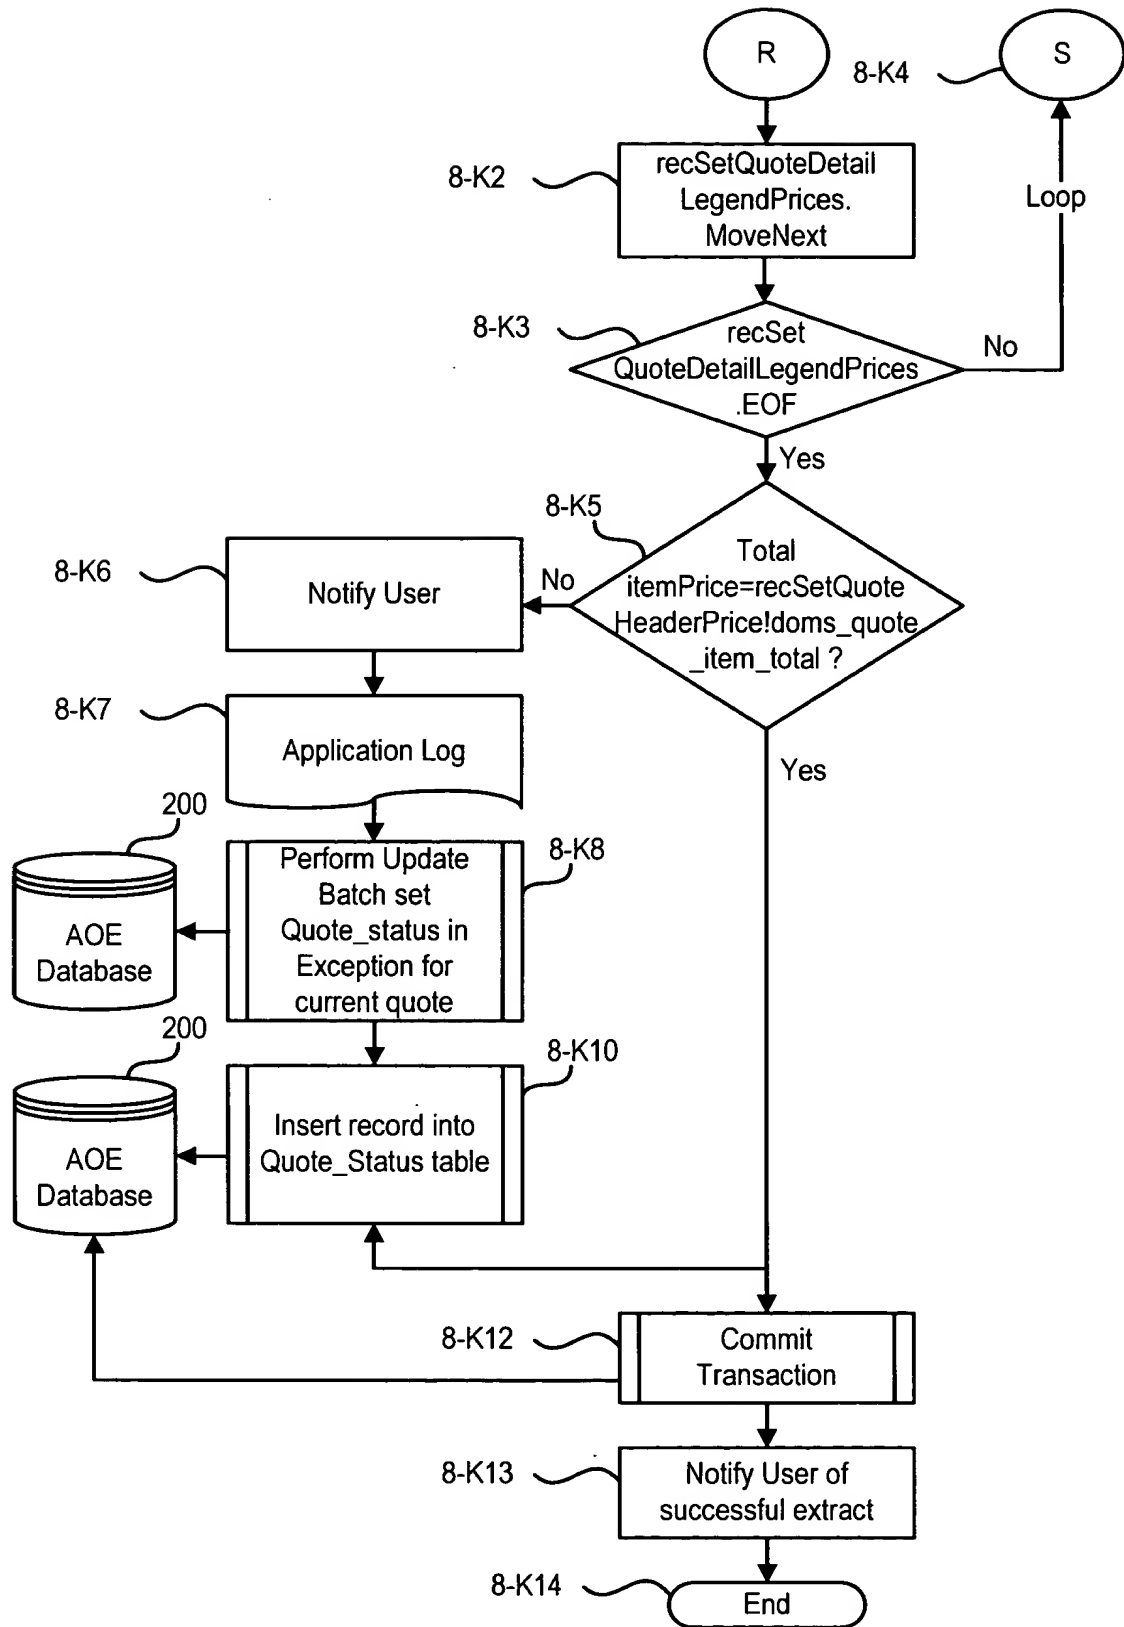 R
8-K4
S
8-K2
recSetQuoteDetail
LegendPrices.
MoveNext
Loop
8-K3
recSet
QuoteDetailLegendPrices
.EOF
No
Yes
8-K5
Total
itemPrice=recSetQuote
HeaderPrice!doms_quote
_item_total ?
No
Yes
8-K6
Notify User
8-K7
Application Log
200
AOE
Database
8-K8
Perform Update
Batch set
Quote_status in
Exception for
current quote
200
AOE
Database
8-K10
Insert record into
Quote_Status table
8-K12
Commit
Transaction
8-K13
Notify User of
successful extract
8-K14
End